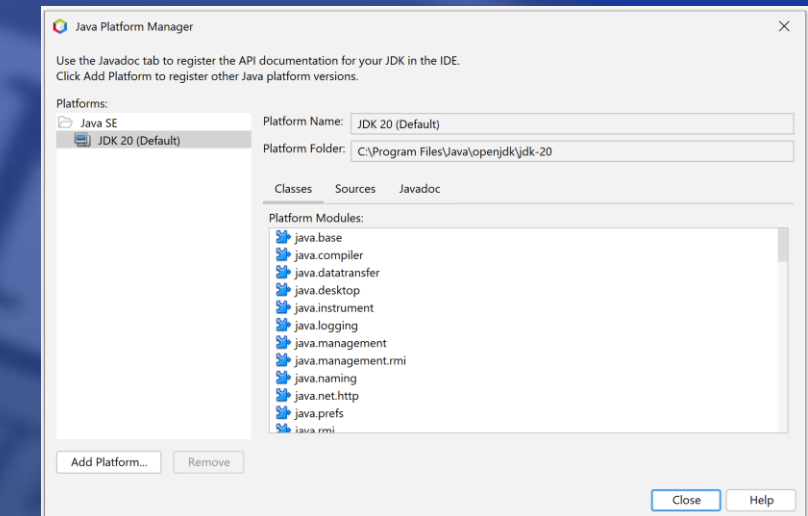 Java Platform Manager
Use the Javadoc tab to register the API documentation for your JDK in the IDE.
Click Add Platform to register other Java platform versions.
Platforms:
Java SE
JDK 20 (Default)
Platform Name: JDK 20 (Default)
Platform Folder: C:\Program Files\Java\openjdk\jdk-20
Classes Sources Javadoc
Platform Modules:
java.base
java.compiler
java.datatransfer
java.desktop
java.instrument
java.logging
java.management
java.management.rmi
java.naming
java.net.http
java.prefs
java.rmi
Add Platform... Remove
Close Help